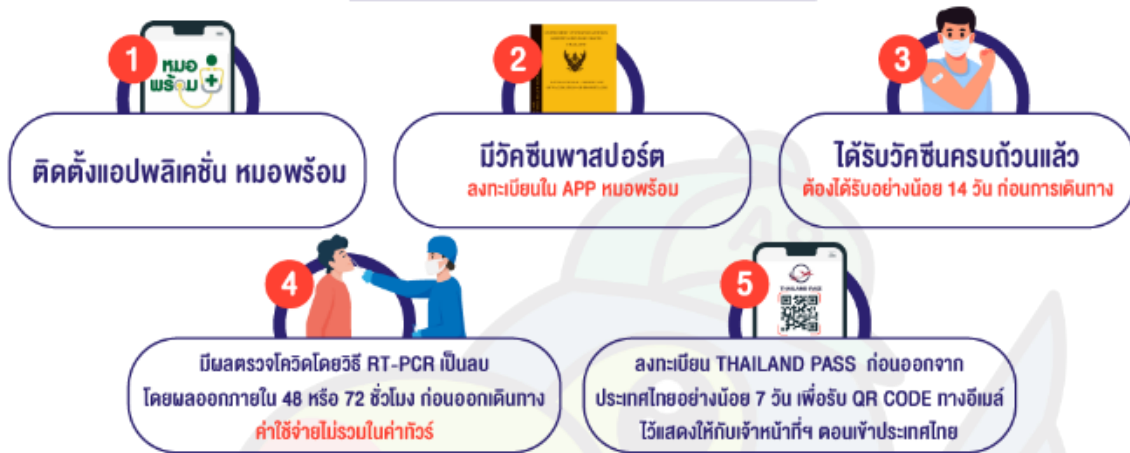 1
หมอ
พร้อม
ติดตั้งแอปพลิเคชั่น หมอพร้อม
2
มีวัคซีนพาสปอร์ต
ลงทะเบียนใน APP หมอพร้อม
3
ได้รับวัคซีนครบถ้วนแล้ว
ต้องได้รับอย่างน้อย 14 วัน ก่อนการเดินทาง
4
มีผลตรวจโควิดโดยวิธี RT-PCR เป็นลบ
โดยผลออกภายใน 48 หรือ 72 ชั่วโมง ก่อนออกเดินทาง
ค่าใช้จ่ายไม่รวมในค่าทัวร์
5
THAILAND PASS
ลงทะเบียน THAILAND PASS ก่อนออกจาก
ประเทศไทยอย่างน้อย 7 วัน เพื่อรับ QR CODE ทางอีเมล์
ไว้แสดงให้กับเจ้าหน้าที่ฯ ตอนเข้าประเทศไทย